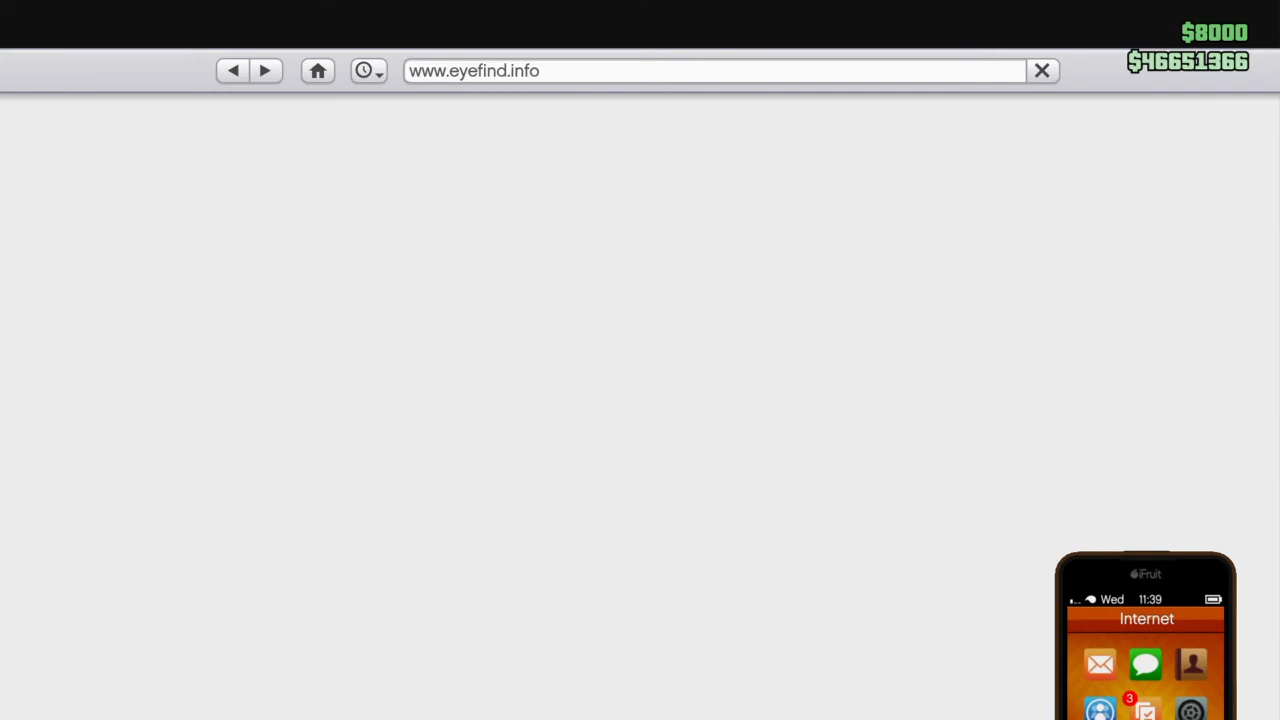 $8000
$46651366
www.eyefind.info
iFruit
Wed 11:39
Internet
3